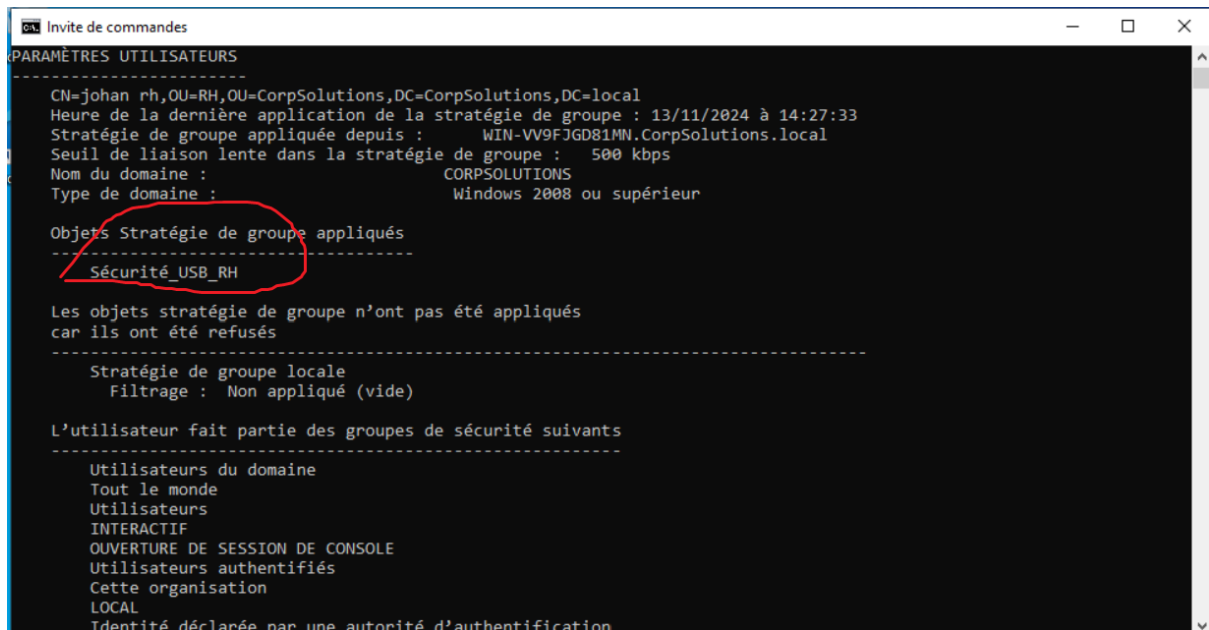 Invite de commandes
PARAMÈTRES UTILISATEURS
------------------------
CN=johan rh,OU=RH,OU=CorpSolutions,DC=CorpSolutions,DC=local
Heure de la dernière application de la stratégie de groupe : 13/11/2024 à 14:27:33
Stratégie de groupe appliquée depuis : WIN-VV9FJGD81MN.CorpSolutions.local
Seuil de liaison lente dans la stratégie de groupe : 500 kbps
Nom du domaine : CORPSOLUTIONS
Type de domaine : Windows 2008 ou supérieur
Objets Stratégie de groupe appliqués
-------------------------------------
Sécurité_USB_RH
Les objets stratégie de groupe n’ont pas été appliqués
car ils ont été refusés
-----------------------------------------------------------------------------------
Stratégie de groupe locale
Filtrage : Non appliqué (vide)
L’utilisateur fait partie des groupes de sécurité suivants
----------------------------------------------------------
Utilisateurs du domaine
Tout le monde
Utilisateurs
INTERACTIF
OUVERTURE DE SESSION DE CONSOLE
Utilisateurs authentifiés
Cette organisation
LOCAL
Identité déclarée par une autorité d’authentification